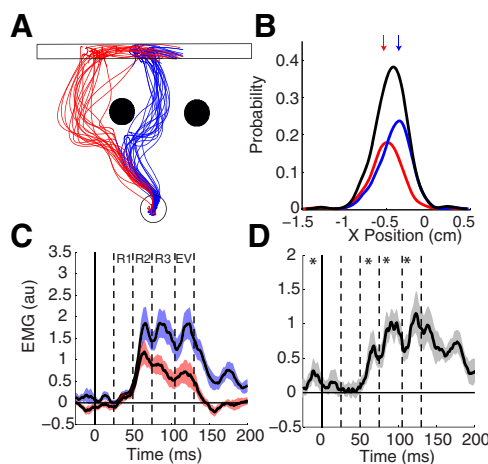 A
B
0.4
0.3
0.2
0.1
0
Probability
-1.5
-1
-0.5
0
0.5
X Position (cm)
C
3.5
3
2.5
2
1.5
1
0.5
0
-0.5
EMG (au)
R1 R2 R3 EV
0 50 100 150 200
Time (ms)
D
2
1.5
1
0.5
0
-0.5
* * * *
0 50 100 150 200
Time (ms)